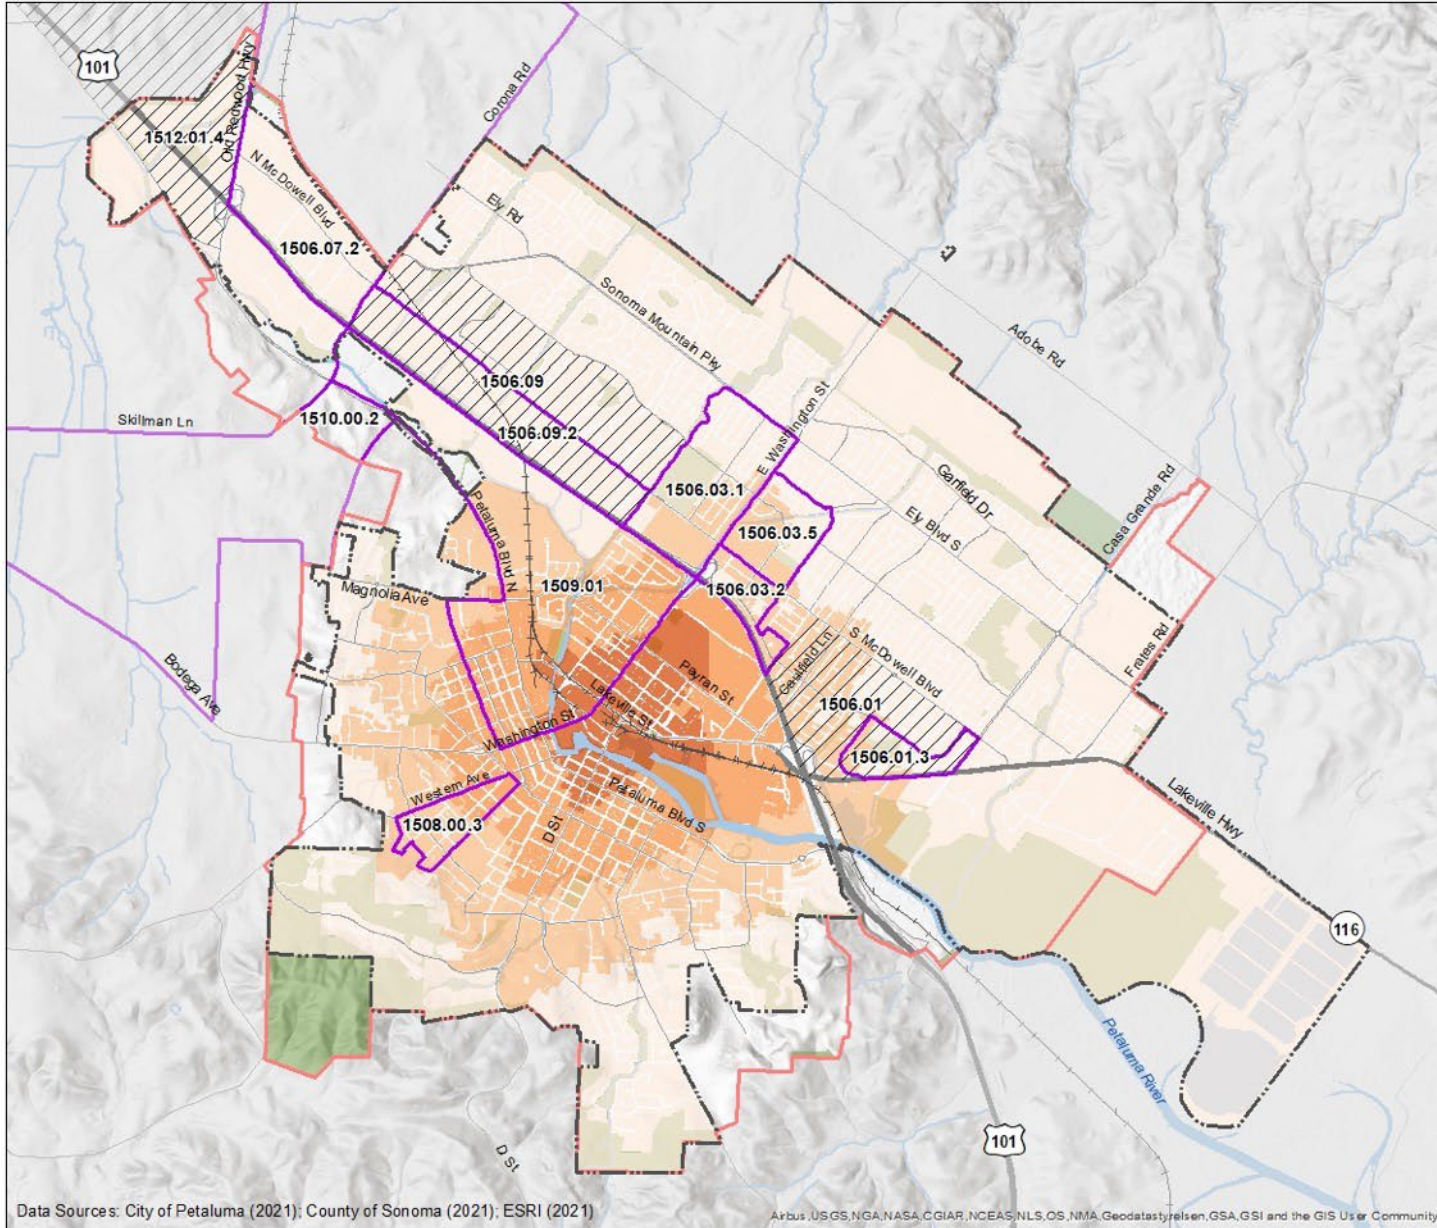 101
Old Redwood Hwy
Corona Rd
1512.01.4
N McDowell Blvd
Ely Rd
1506.07.2
Sonoma Mountain Pky
Adobe Rd
1506.09
E Washington St
Skillman Ln
1510.00.2
1506.09.2
Garfield Dr
Casa Grande Rd
1506.03.1
Ely Blvd S
1506.03.5
Petaluma Blvd N
1509.01
1506.03.2
Magnolia Ave
Caulfield Ln
S McDowell Blvd
Frates Rd
Bodega Ave
Payran St
Lakeville St
1506.01
Washington St
1506.01.3
Western Ave
Petaluma Blvd S
Lakeville Hwy
1508.00.3
D St
116
Petaluma River
101
D St
Data Sources: City of Petaluma (2021); County of Sonoma (2021); ESRI (2021)
Airbus,USGS,NGA,NASA,CGIAR,NCEAS,NLS,OS,NMA,Geodatastyrelsen,GSA,GSI and the GIS User Community